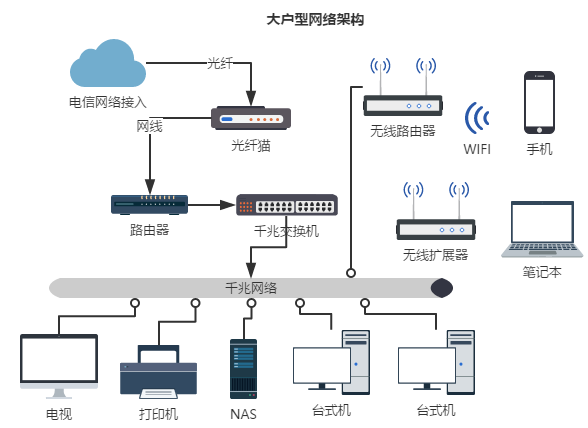 大户型网络架构
光纤
电信网络接入
网线
光纤猫
无线路由器
WIFI
手机
路由器
千兆交换机
无线扩展器
笔记本
千兆网络
电视
打印机
NAS
台式机
台式机